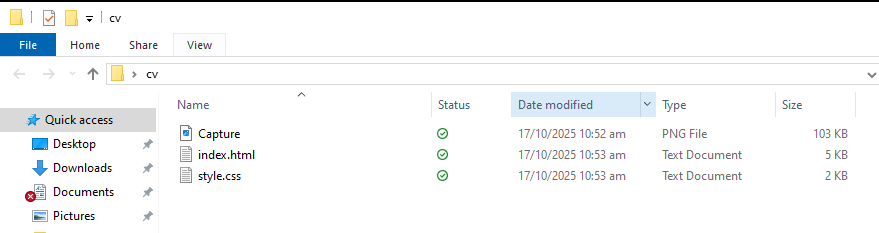 cv
File Home Share View
cv
Name Status Date modified Type Size
Quick access
Desktop
Downloads
Documents
Pictures
Capture 17/10/2025 10:52 am PNG File 103 KB
index.html 17/10/2025 10:53 am Text Document 5 KB
style.css 17/10/2025 10:53 am Text Document 2 KB